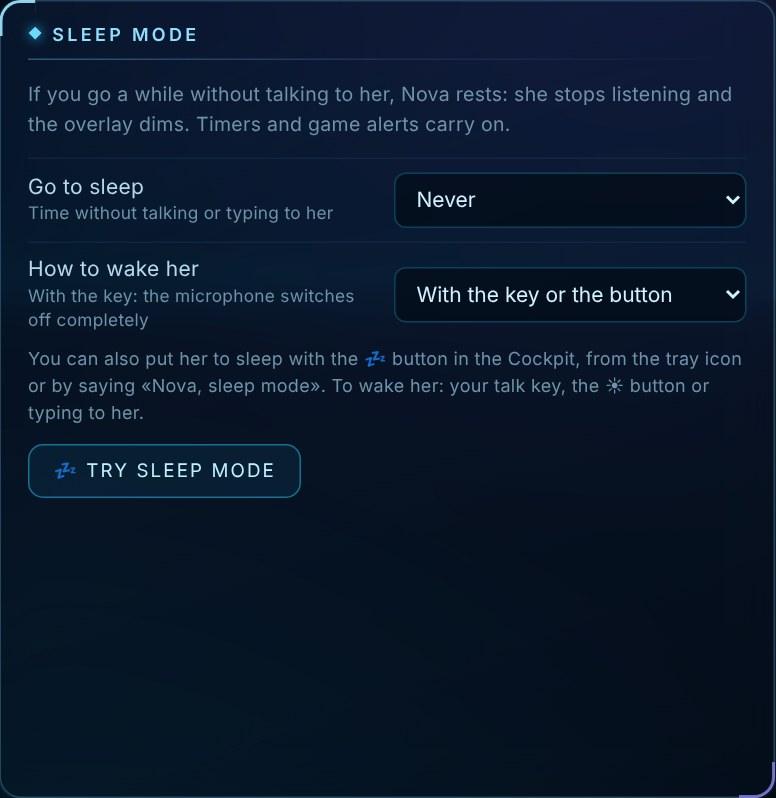 SLEEP MODE
If you go a while without talking to her, Nova rests: she stops listening and
the overlay dims. Timers and game alerts carry on.
Go to sleep
Time without talking or typing to her
Never
How to wake her
With the key: the microphone switches
off completely
With the key or the button
You can also put her to sleep with the 💤 button in the Cockpit, from the tray icon
or by saying «Nova, sleep mode». To wake her: your talk key, the ☀ button or
typing to her.
💤 TRY SLEEP MODE